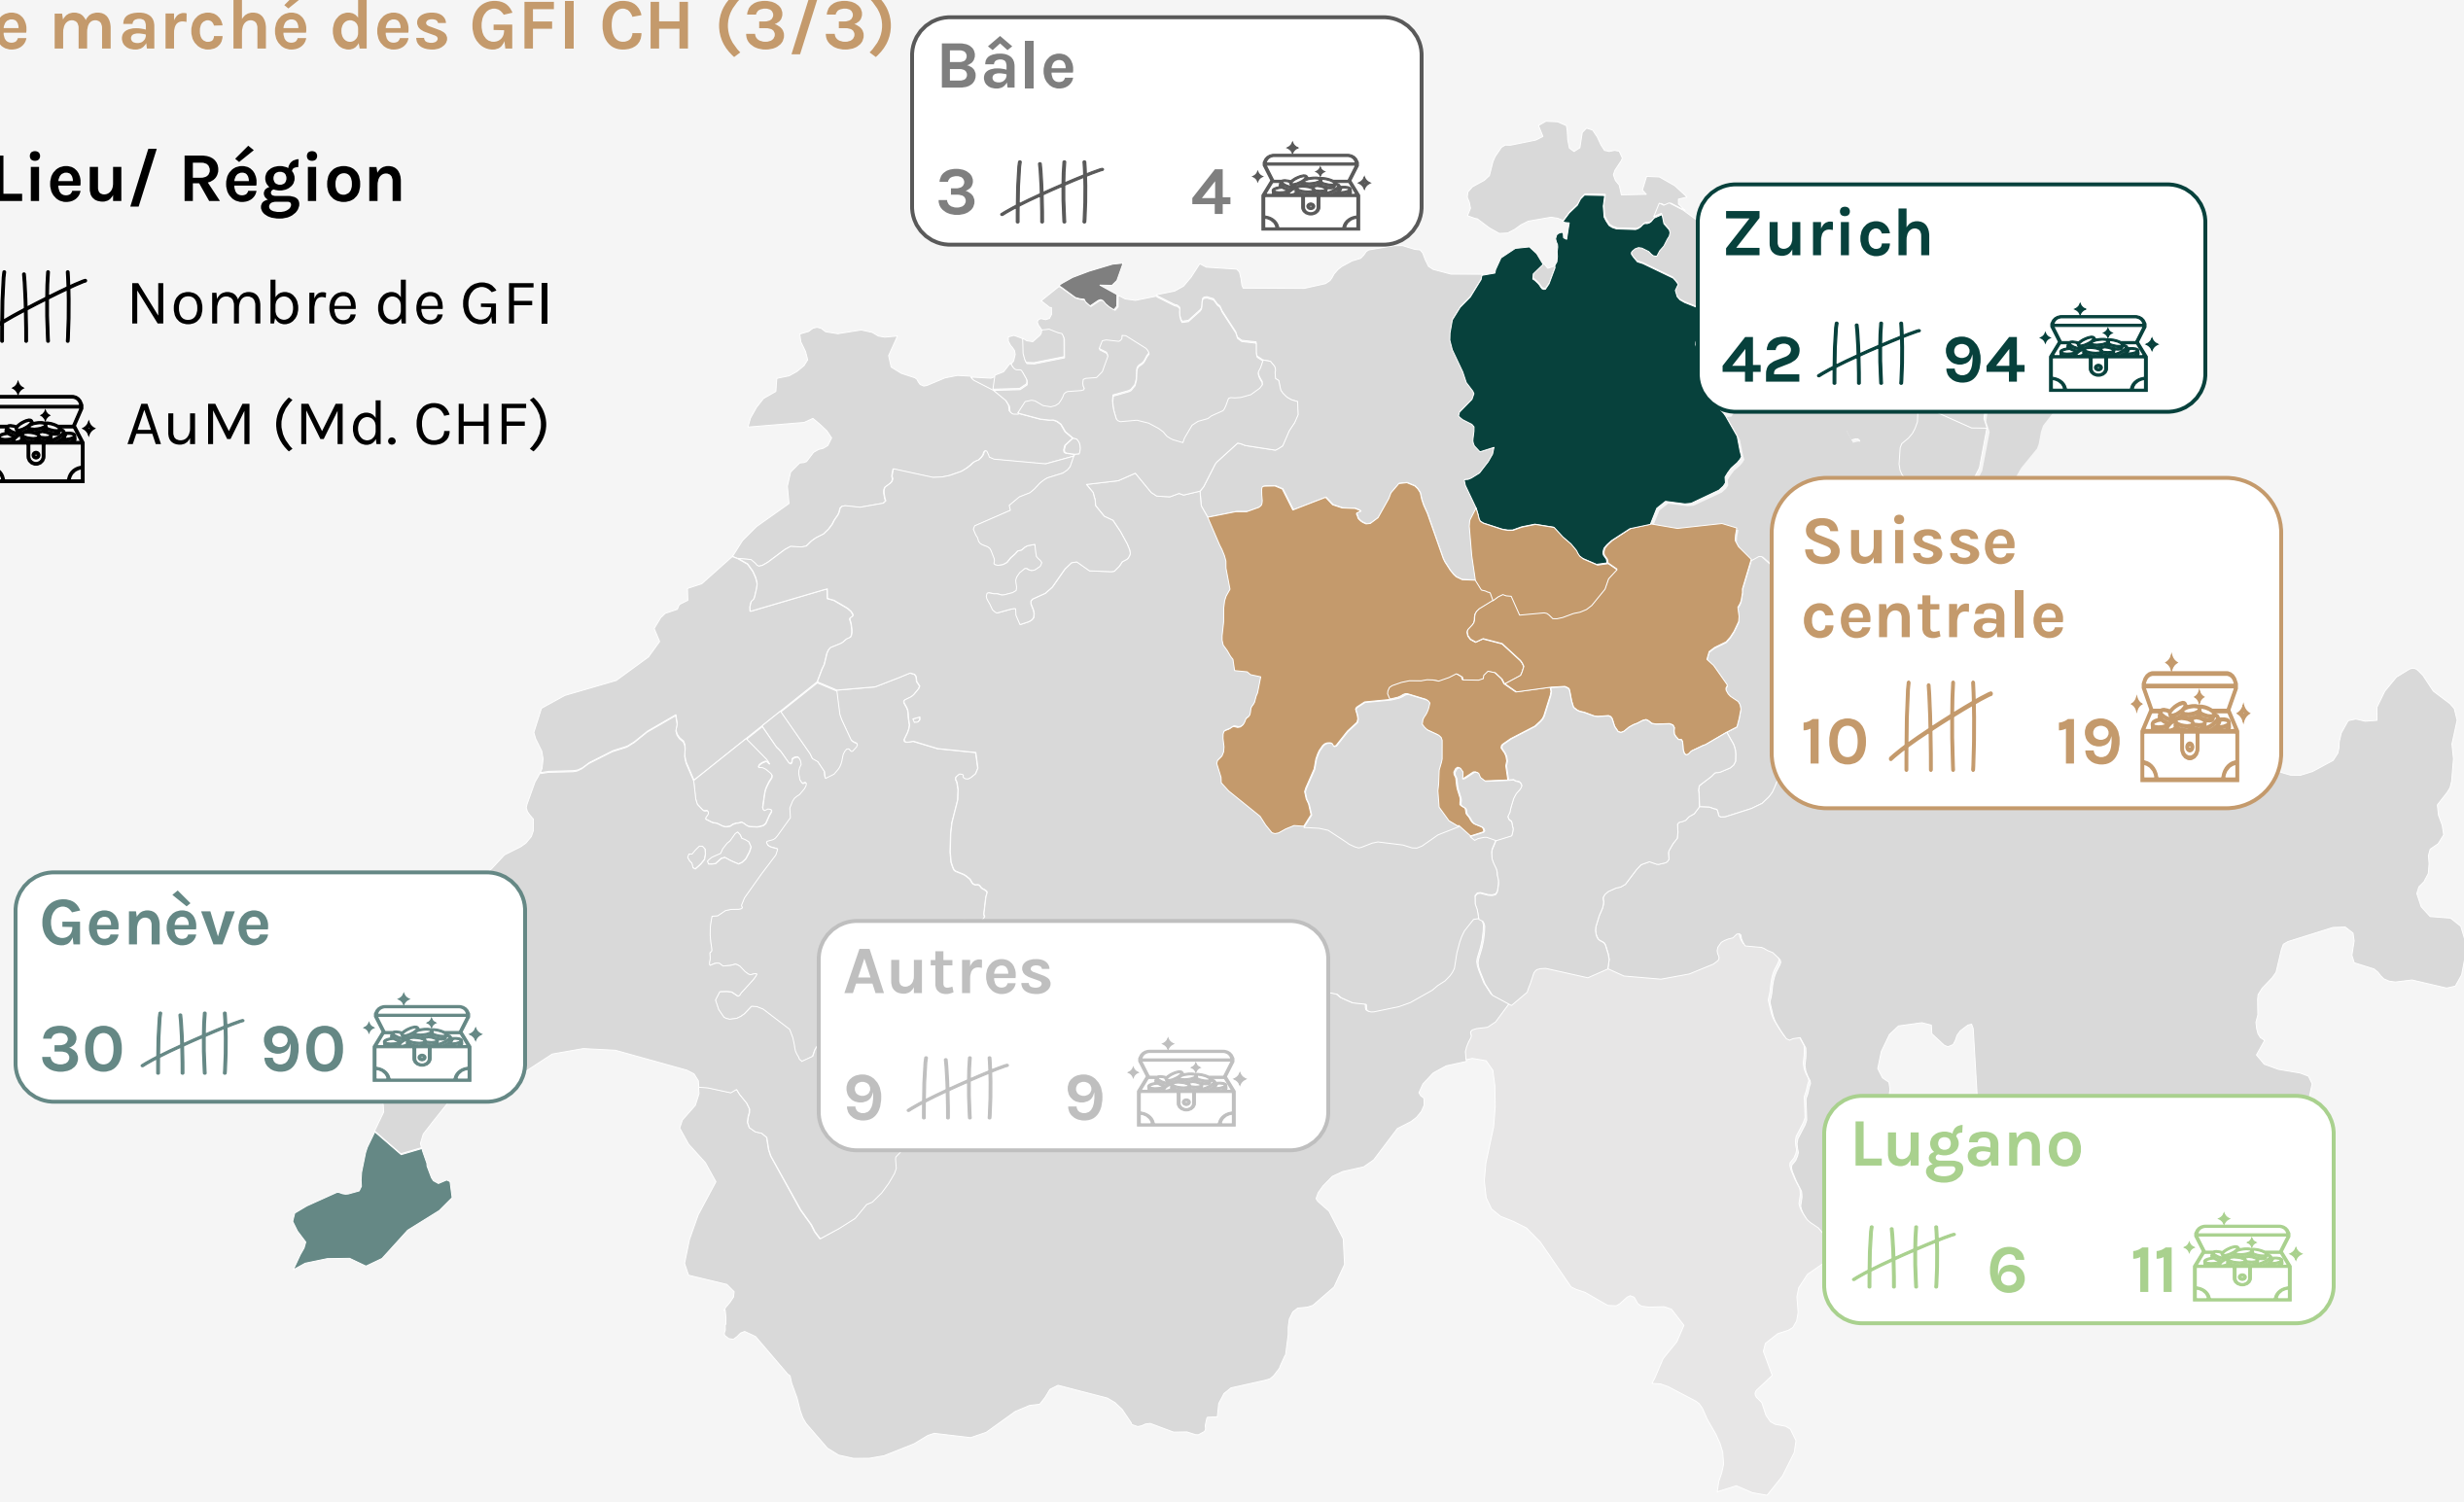 marché des GFI CH (3/3)
Lieu/ Région
Nombre de GFI
AuM (Md. CHF)
Bâle
3 4
Zurich
42 94
Suisse
centrale
10 19
Genève
30 90
Autres
9 9
Lugano
6 11